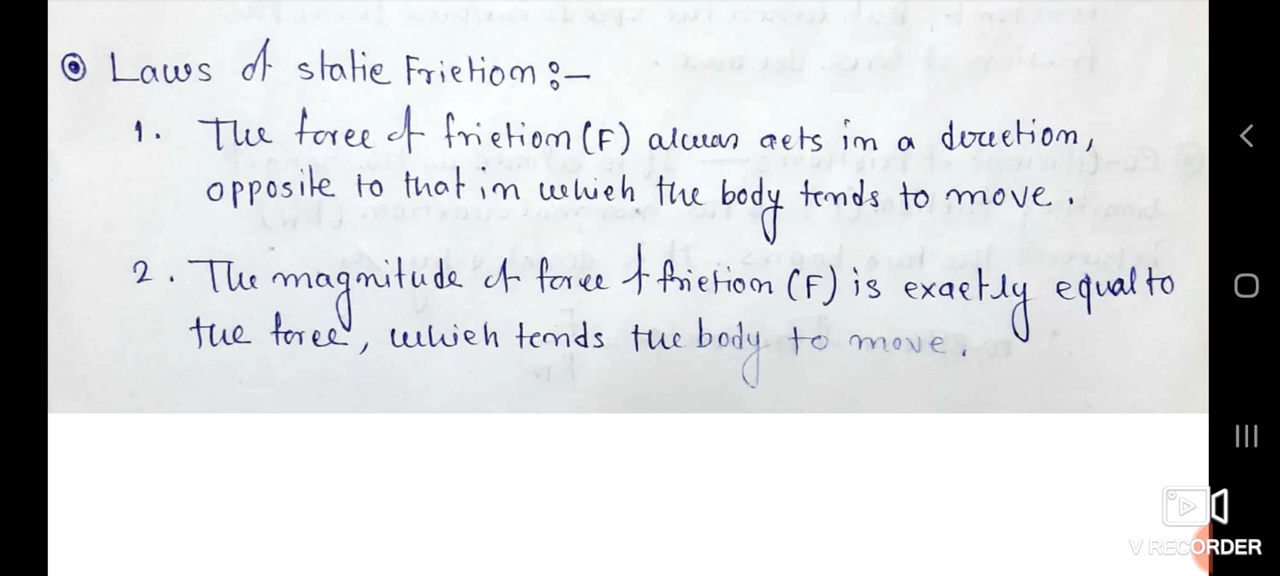 Laws of static Friction :-
1. The force of friction (F) always acts in a direction,
opposite to that in which the body tends to move.
2. The magnitude of force of friction (F) is exactly equal to
the force, which tends the body to move.
V RECORDER